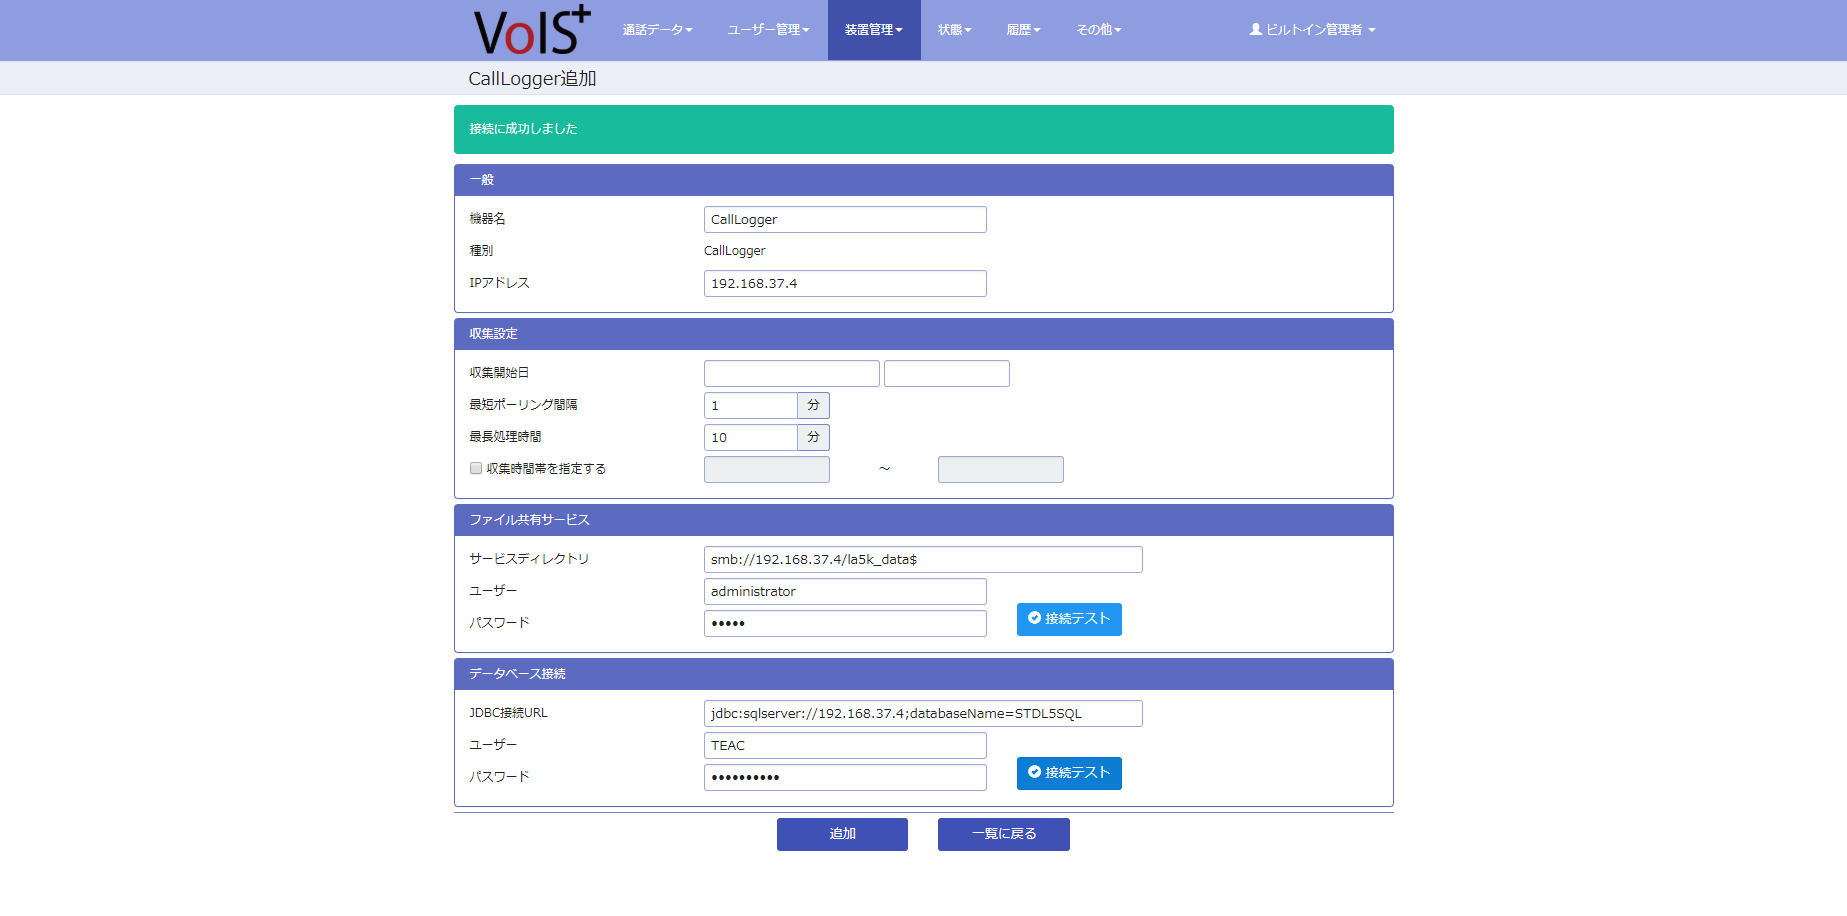 VoIS+ 通話データ ユーザー管理 装置管理 状態 履歴 その他 ビルトイン管理者
CallLogger追加
接続に成功しました
一般
機器名 CallLogger
種別 CallLogger
IPアドレス 192.168.37.4
収集設定
収集開始日
最短ポーリング間隔 1 分
最長処理時間 10 分
収集時間帯を指定する ～
ファイル共有サービス
サービスディレクトリ smb://192.168.37.4/la5k_data$
ユーザー administrator
パスワード ••••• 接続テスト
データベース接続
JDBC接続URL jdbc:sqlserver://192.168.37.4;databaseName=STDL5SQL
ユーザー TEAC
パスワード •••••••••• 接続テスト
追加 一覧に戻る